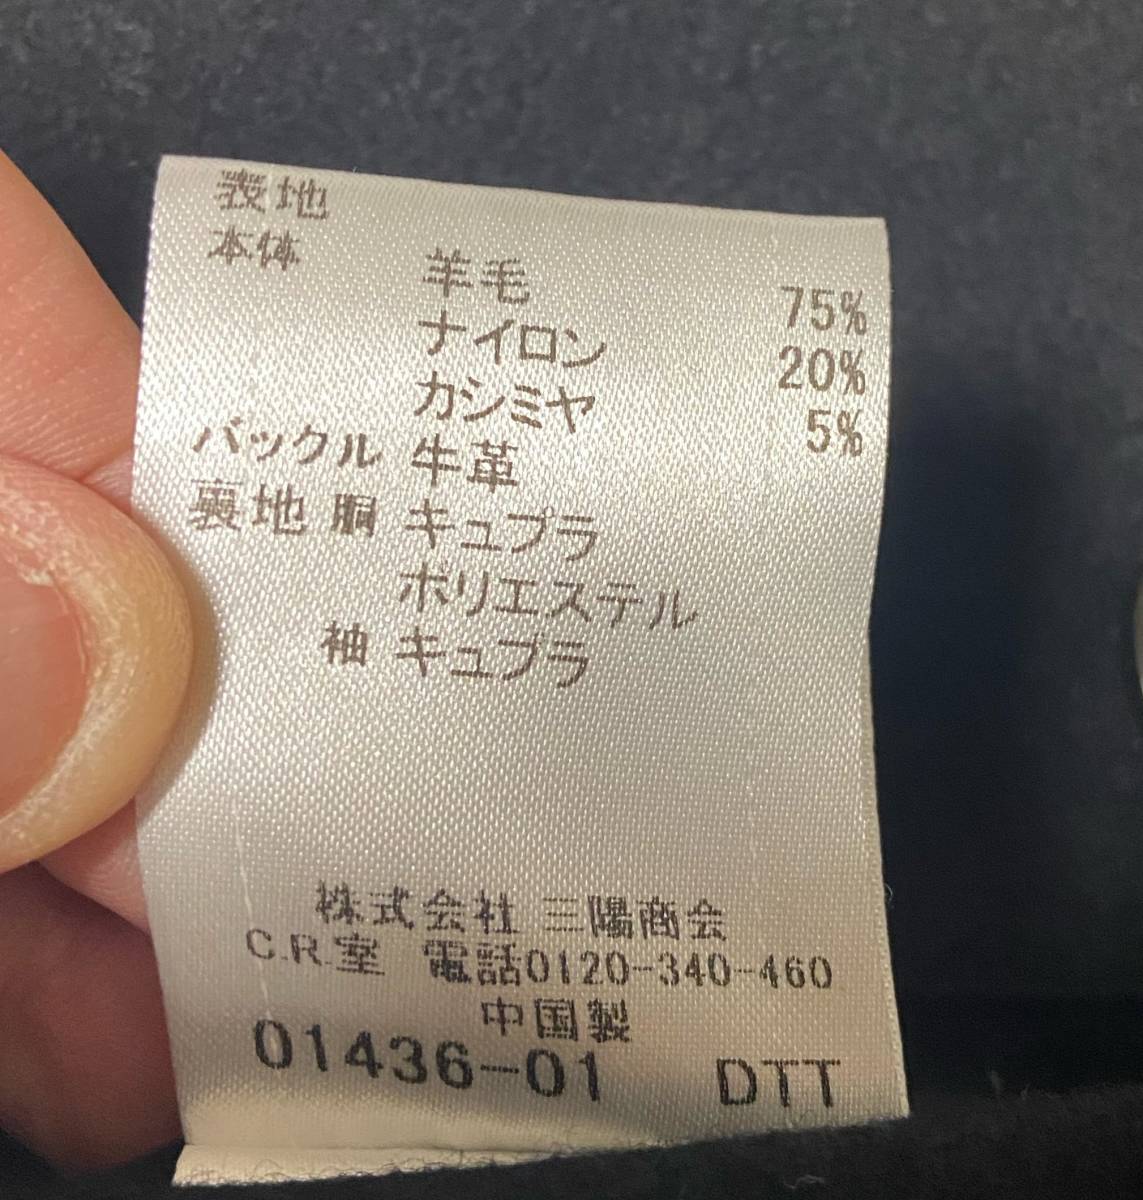 表地
本体
羊毛 75%
ナイロン 20%
カシミヤ 5%
バックル 牛革
裏地 胴 キュプラ
ポリエステル
袖 キュプラ
株式会社 三陽商会
C.R.室 電話0120-340-460
中国製
01436-01 DTT